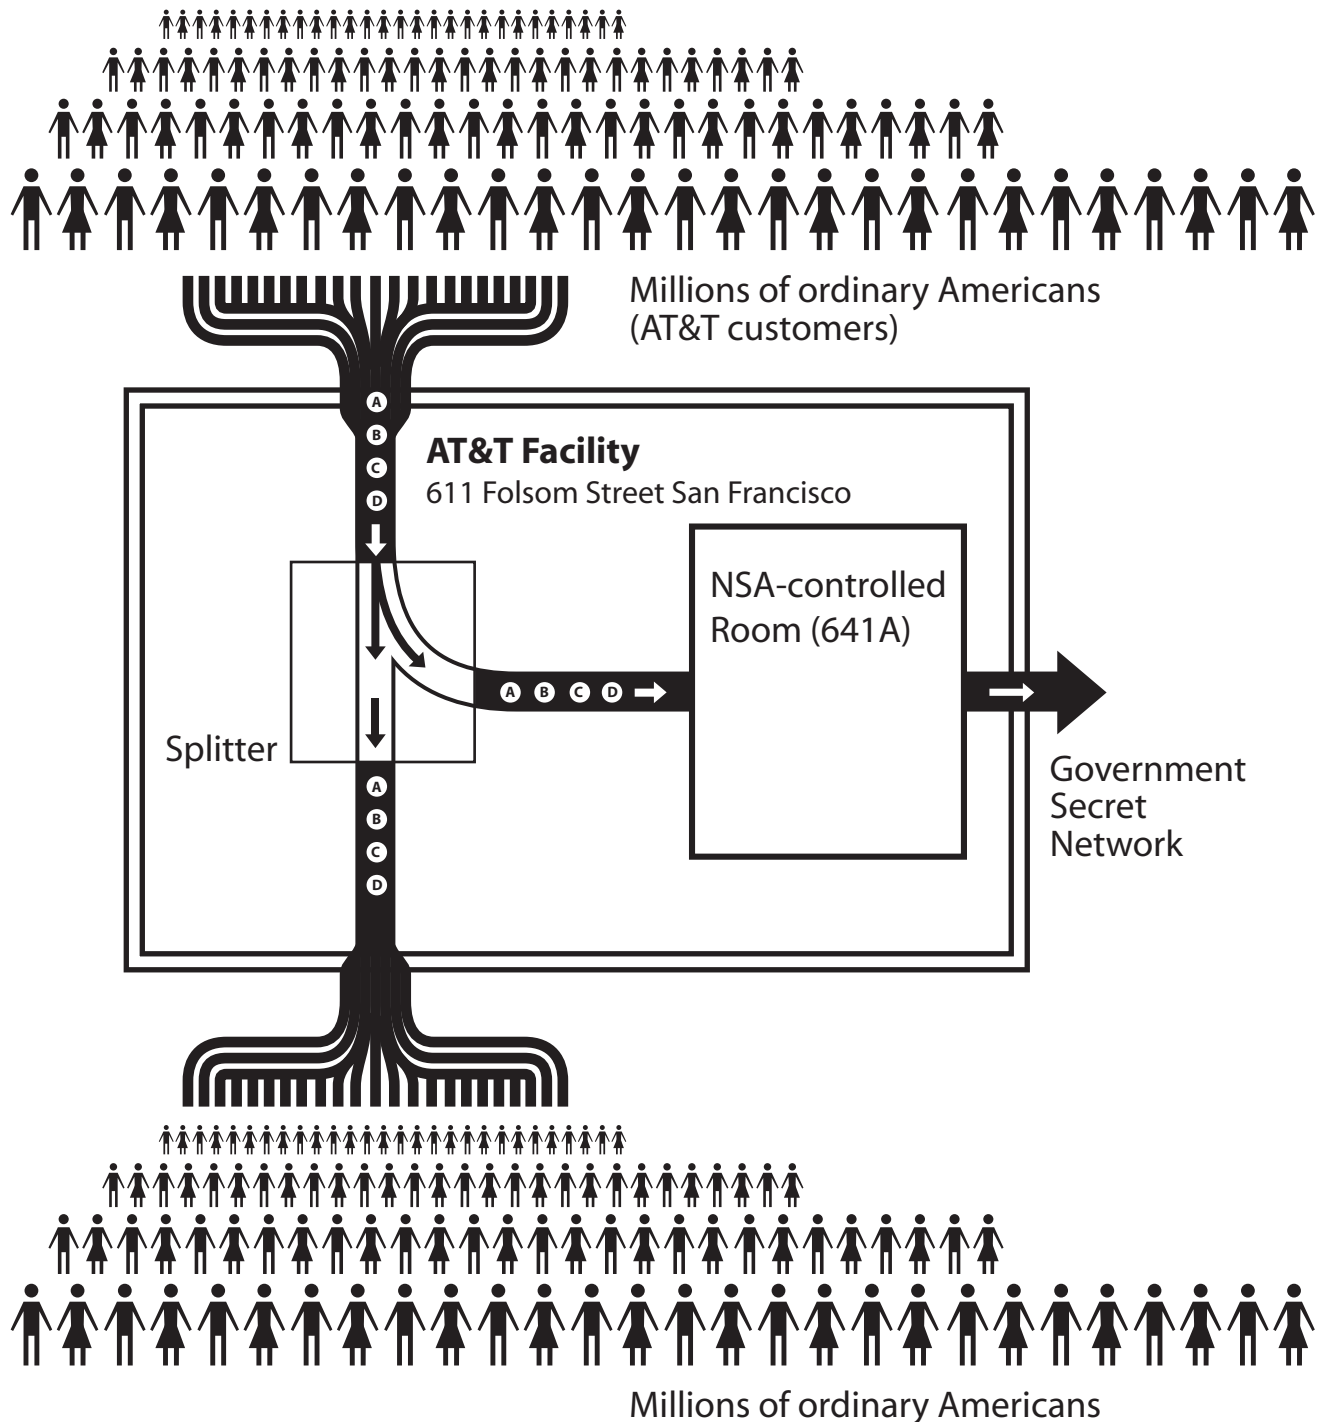 Millions of ordinary Americans
(AT&T customers)
A
B
C
D
AT&T Facility
611 Folsom Street San Francisco
NSA-controlled
Room (641A)
A B C D
Splitter
Government
Secret
Network
A
B
C
D
Millions of ordinary Americans